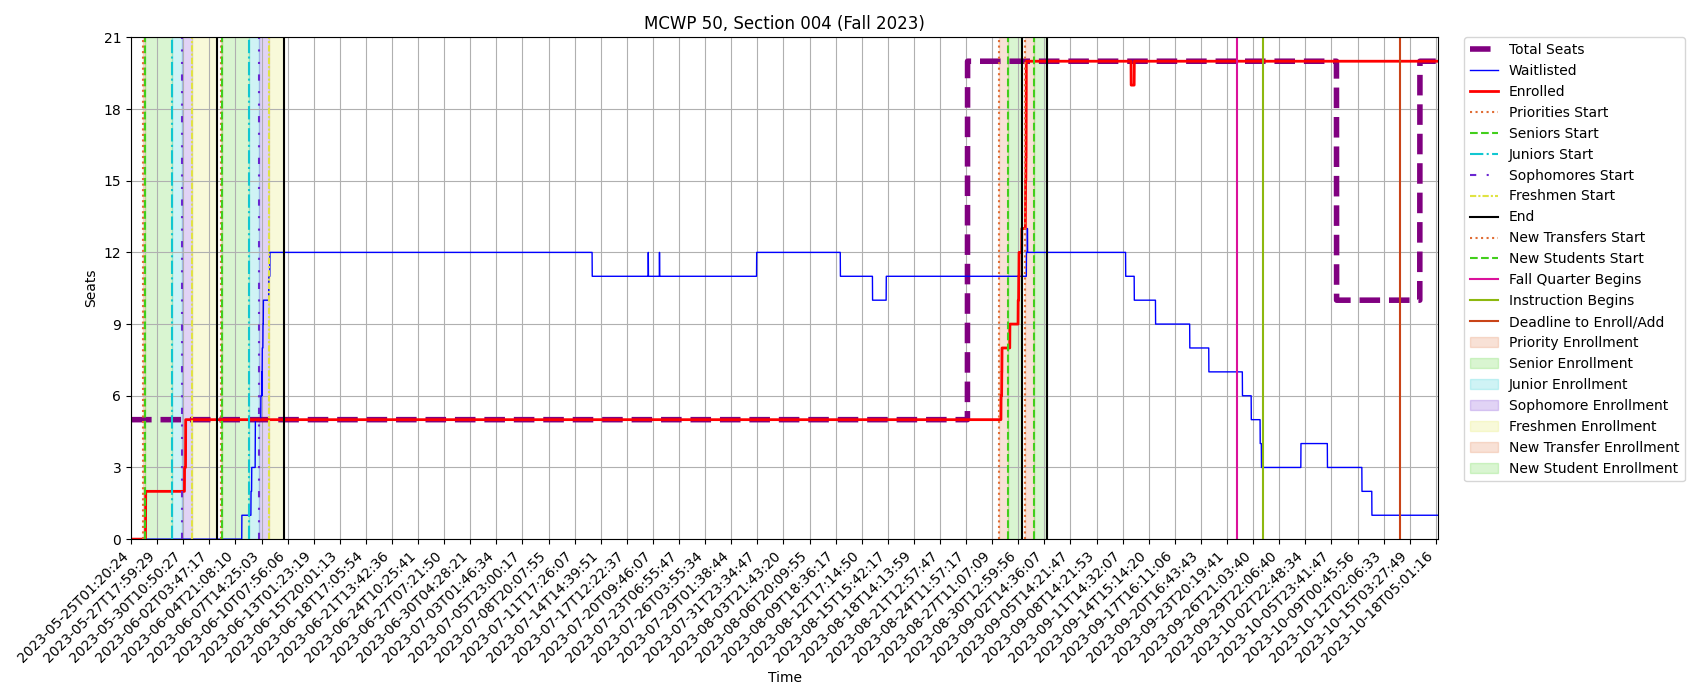 MCWP 50, Section 004 (Fall 2023)
Seats
21
18
15
12
9
6
3
0
2023-05-25T01:20:24
2023-05-27T17:59:29
2023-05-30T10:50:27
2023-06-02T03:47:17
2023-06-04T21:08:10
2023-06-07T14:25:03
2023-06-10T07:56:06
2023-06-13T01:23:19
2023-06-15T20:01:13
2023-06-18T17:05:54
2023-06-21T13:42:36
2023-06-24T10:25:41
2023-06-27T07:21:50
2023-06-30T04:28:21
2023-07-03T01:46:34
2023-07-05T23:00:17
2023-07-08T20:07:55
2023-07-11T17:26:07
2023-07-14T14:39:51
2023-07-17T12:22:37
2023-07-20T09:46:07
2023-07-23T06:55:47
2023-07-26T03:55:34
2023-07-29T01:38:44
2023-07-31T23:34:47
2023-08-03T21:43:20
2023-08-06T20:09:55
2023-08-09T18:36:17
2023-08-12T17:14:50
2023-08-15T15:42:17
2023-08-18T14:13:59
2023-08-21T12:57:47
2023-08-24T11:57:17
2023-08-27T11:07:09
2023-08-30T12:59:56
2023-09-02T14:36:07
2023-09-05T14:21:47
2023-09-08T14:21:53
2023-09-11T14:32:07
2023-09-14T15:14:20
2023-09-17T16:11:06
2023-09-20T16:43:43
2023-09-23T20:19:41
2023-09-26T21:03:40
2023-09-29T22:06:40
2023-10-02T22:48:34
2023-10-05T23:41:47
2023-10-09T00:45:56
2023-10-12T02:06:33
2023-10-15T03:27:49
2023-10-18T05:01:16
Time
Total Seats
Waitlisted
Enrolled
Priorities Start
Seniors Start
Juniors Start
Sophomores Start
Freshmen Start
End
New Transfers Start
New Students Start
Fall Quarter Begins
Instruction Begins
Deadline to Enroll/Add
Priority Enrollment
Senior Enrollment
Junior Enrollment
Sophomore Enrollment
Freshmen Enrollment
New Transfer Enrollment
New Student Enrollment